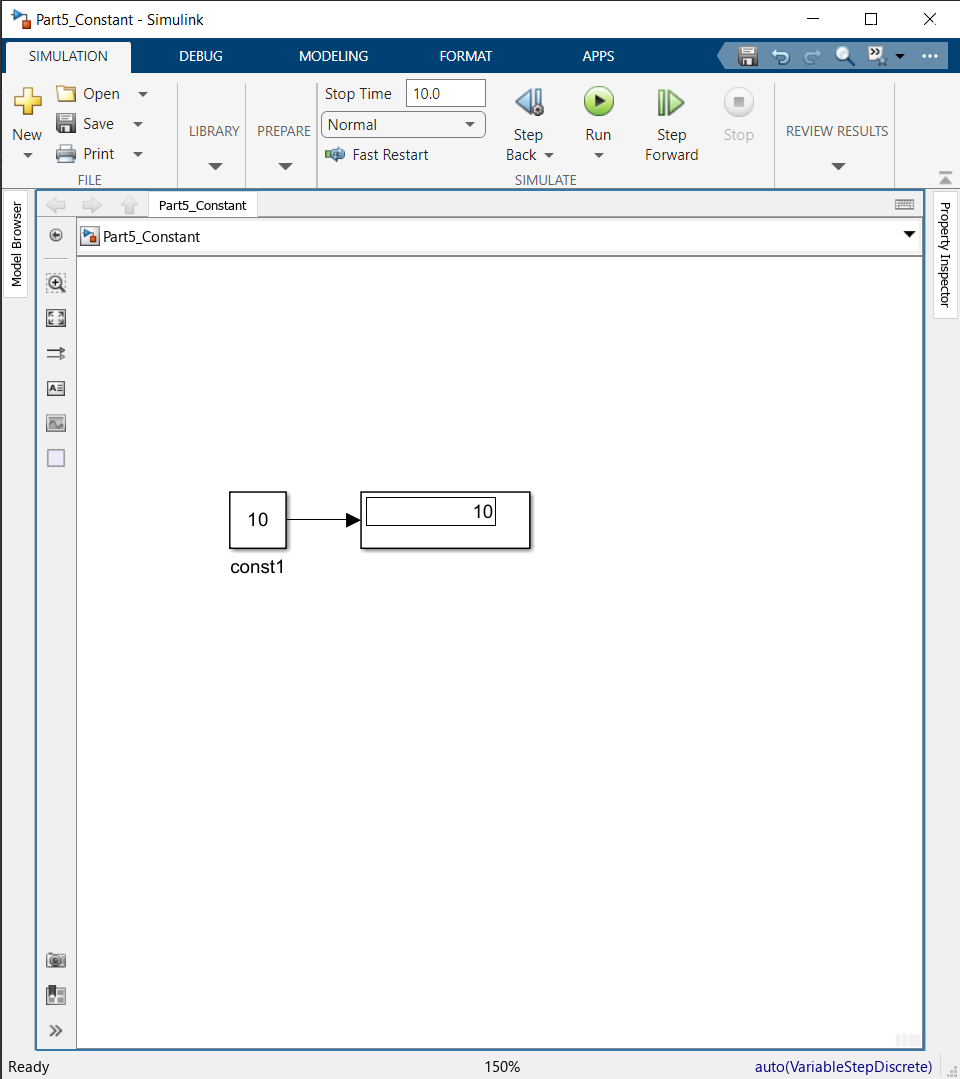 Part5_Constant - Simulink
SIMULATION DEBUG MODELING FORMAT APPS
New
Open
Save
Print
FILE
LIBRARY
PREPARE
Stop Time 10.0
Normal
Fast Restart
Step Back
Run
Step Forward
Stop
SIMULATE
REVIEW RESULTS
Model Browser
Part5_Constant
Part5_Constant
Property Inspector
10
10
const1
Ready 150% auto(VariableStepDiscrete)